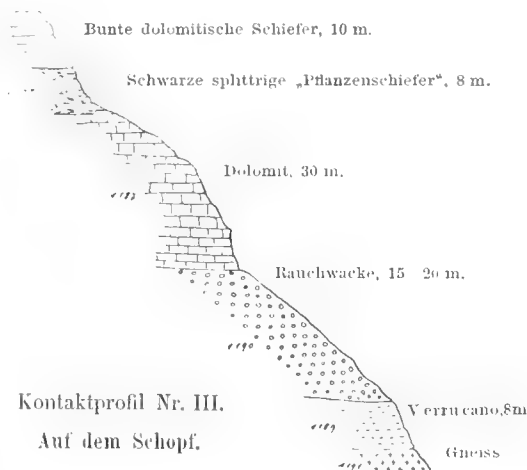 Bunte dolomitische Schiefer, 10 m.
Schwarze splittrige „Pflanzenschiefer“, 8 m.
Dolomit, 30 m.
Rauchwacke, 15 20 m.
Kontaktprofil Nr. III.
Auf dem Schopf.
Verrucano, 8m
Gneiss